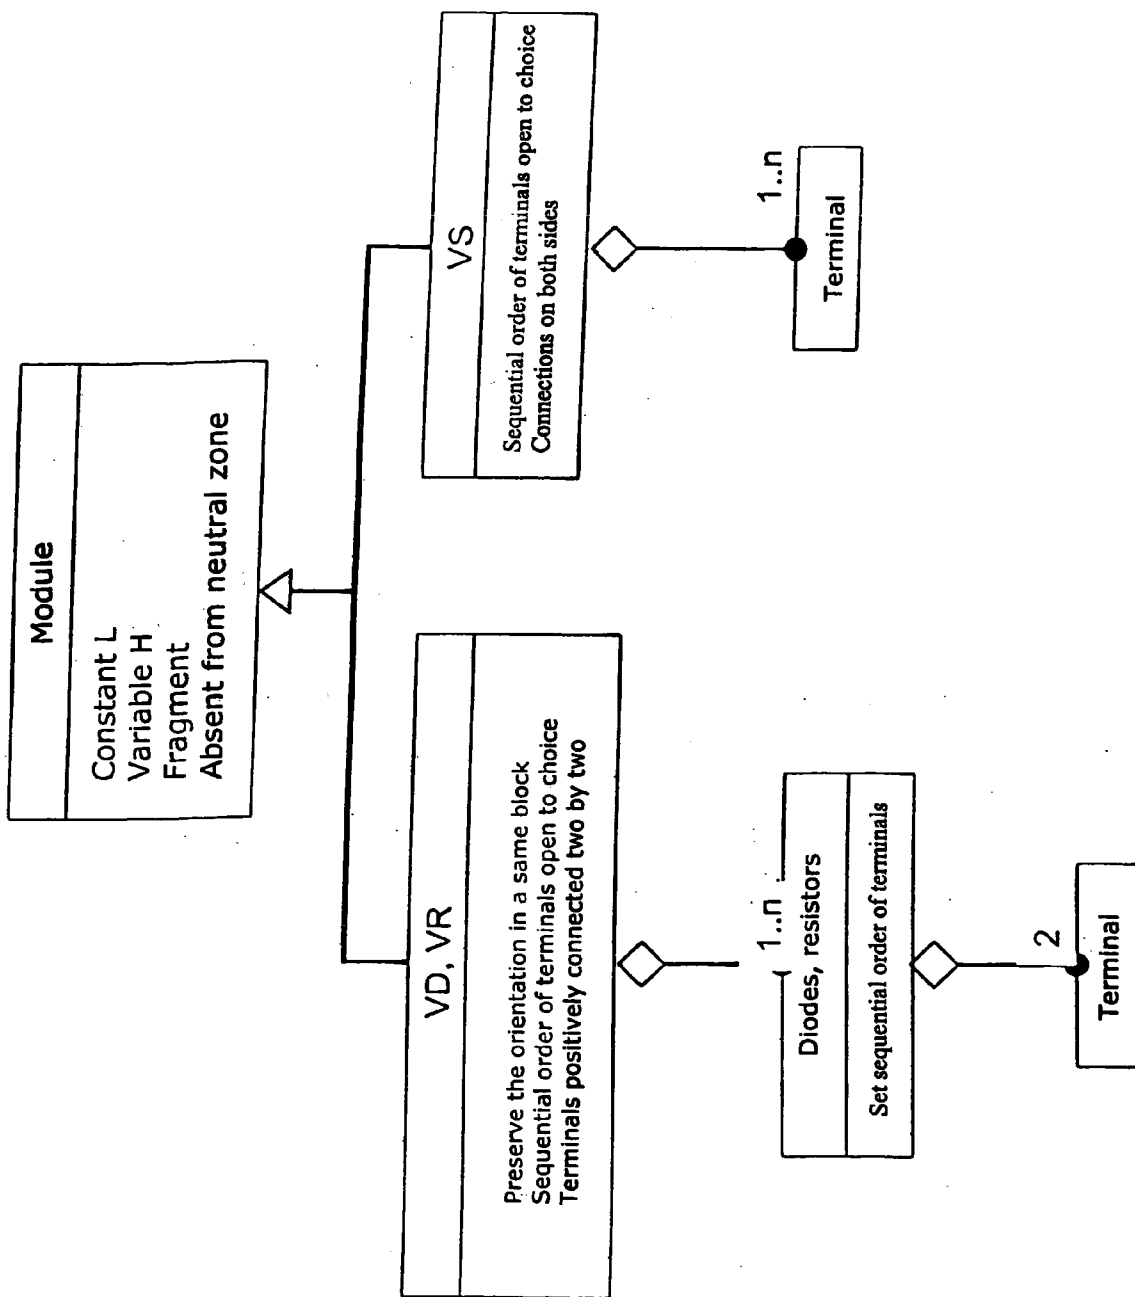 Module
Constant L
Variable H
Fragment
Absent from neutral zone
VD, VR
Preserve the orientation in a same block
Sequential order of terminals open to choice
Terminals positively connected two by two
VS
Sequential order of terminals open to choice
Connections on both sides
1..n
Diodes, resistors
Set sequential order of terminals
1..n
Terminal
2
Terminal